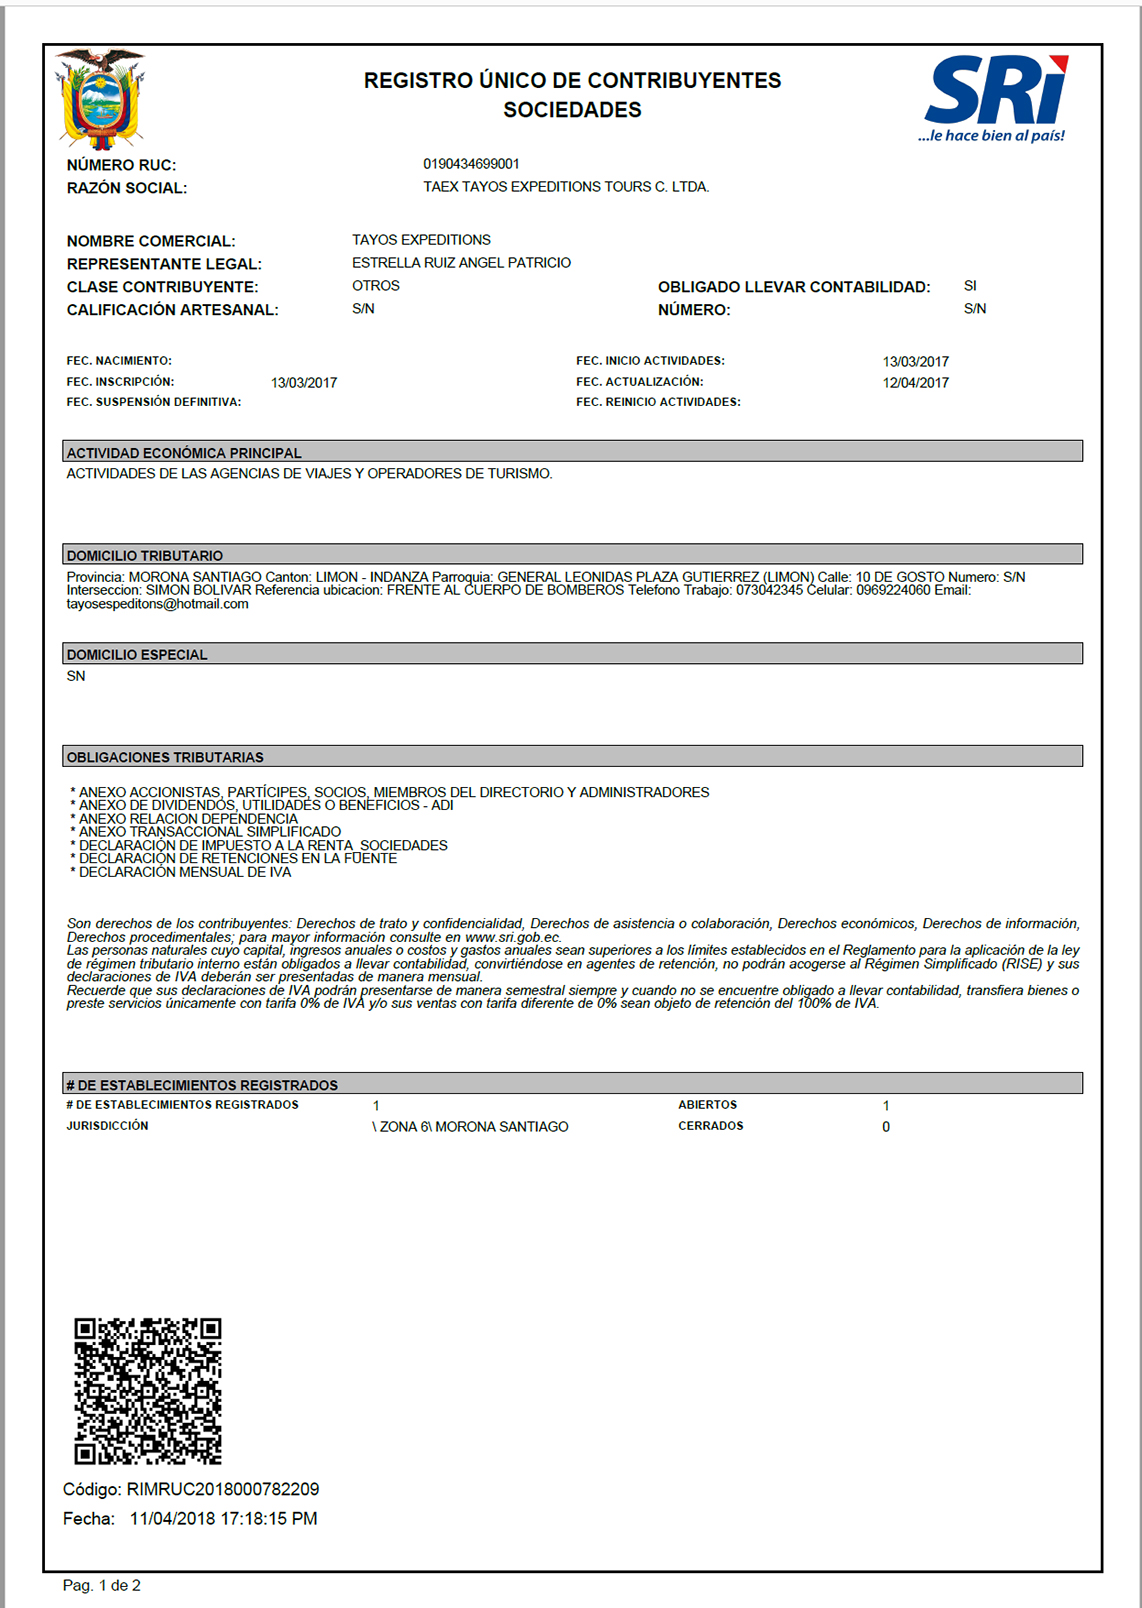 REGISTRO ÚNICO DE CONTRIBUYENTES
SOCIEDADES
SRi
...le hace bien al país!
NÚMERO RUC: 0190434699001
RAZÓN SOCIAL: TAEX TAYOS EXPEDITIONS TOURS C. LTDA.
NOMBRE COMERCIAL: TAYOS EXPEDITIONS
REPRESENTANTE LEGAL: ESTRELLA RUIZ ANGEL PATRICIO
CLASE CONTRIBUYENTE: OTROS OBLIGADO LLEVAR CONTABILIDAD: SI
CALIFICACIÓN ARTESANAL: S/N NÚMERO: S/N
FEC. NACIMIENTO: FEC. INICIO ACTIVIDADES: 13/03/2017
FEC. INSCRIPCIÓN: 13/03/2017 FEC. ACTUALIZACIÓN: 12/04/2017
FEC. SUSPENSIÓN DEFINITIVA: FEC. REINICIO ACTIVIDADES:
ACTIVIDAD ECONÓMICA PRINCIPAL
ACTIVIDADES DE LAS AGENCIAS DE VIAJES Y OPERADORES DE TURISMO.
DOMICILIO TRIBUTARIO
Provincia: MORONA SANTIAGO Canton: LIMON - INDANZA Parroquia: GENERAL LEONIDAS PLAZA GUTIERREZ (LIMON) Calle: 10 DE GOSTO Numero: S/N
Interseccion: SIMON BOLIVAR Referencia ubicacion: FRENTE AL CUERPO DE BOMBEROS Telefono Trabajo: 073042345 Celular: 0969224060 Email:
tayosespeditons@hotmail.com
DOMICILIO ESPECIAL
SN
OBLIGACIONES TRIBUTARIAS
* ANEXO ACCIONISTAS, PARTÍCIPES, SOCIOS, MIEMBROS DEL DIRECTORIO Y ADMINISTRADORES
* ANEXO DE DIVIDENDOS, UTILIDADES O BENEFICIOS - ADI
* ANEXO RELACION DEPENDENCIA
* ANEXO TRANSACCIONAL SIMPLIFICADO
* DECLARACIÓN DE IMPUESTO A LA RENTA_SOCIEDADES
* DECLARACIÓN DE RETENCIONES EN LA FUENTE
* DECLARACIÓN MENSUAL DE IVA
Son derechos de los contribuyentes: Derechos de trato y confidencialidad, Derechos de asistencia o colaboración, Derechos económicos, Derechos de información,
Derechos procedimentales; para mayor información consulte en www.sri.gob.ec.
Las personas naturales cuyo capital, ingresos anuales o costos y gastos anuales sean superiores a los límites establecidos en el Reglamento para la aplicación de la ley
de régimen tributario interno están obligados a llevar contabilidad, convirtiéndose en agentes de retención, no podrán acogerse al Régimen Simplificado (RISE) y sus
declaraciones de IVA deberán ser presentadas de manera mensual.
Recuerde que sus declaraciones de IVA podrán presentarse de manera semestral siempre y cuando no se encuentre obligado a llevar contabilidad, transfiera bienes o
preste servicios únicamente con tarifa 0% de IVA y/o sus ventas con tarifa diferente de 0% sean objeto de retención del 100% de IVA.
# DE ESTABLECIMIENTOS REGISTRADOS
# DE ESTABLECIMIENTOS REGISTRADOS 1 ABIERTOS 1
JURISDICCIÓN \ ZONA 6\ MORONA SANTIAGO CERRADOS 0
Código: RIMRUC2018000782209
Fecha: 11/04/2018 17:18:15 PM
Pag. 1 de 2